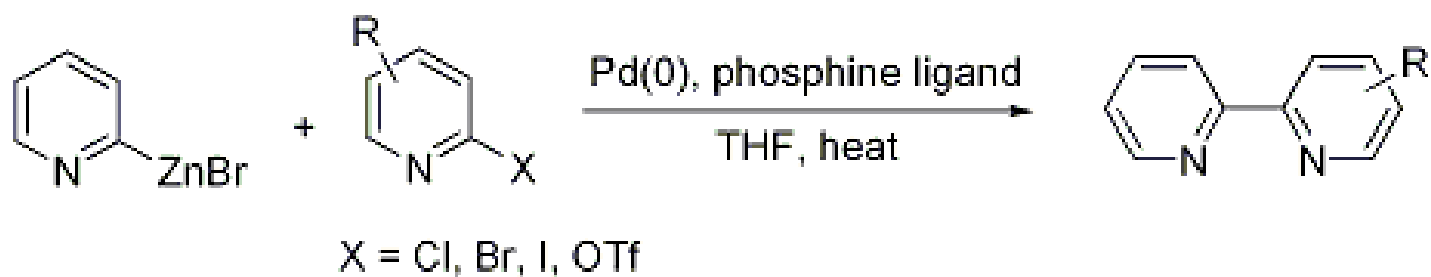 R
R
Pd(0), phosphine ligand
+
THF, heat
N
ZnBr
N
X
N
N
X = Cl, Br, I, OTf